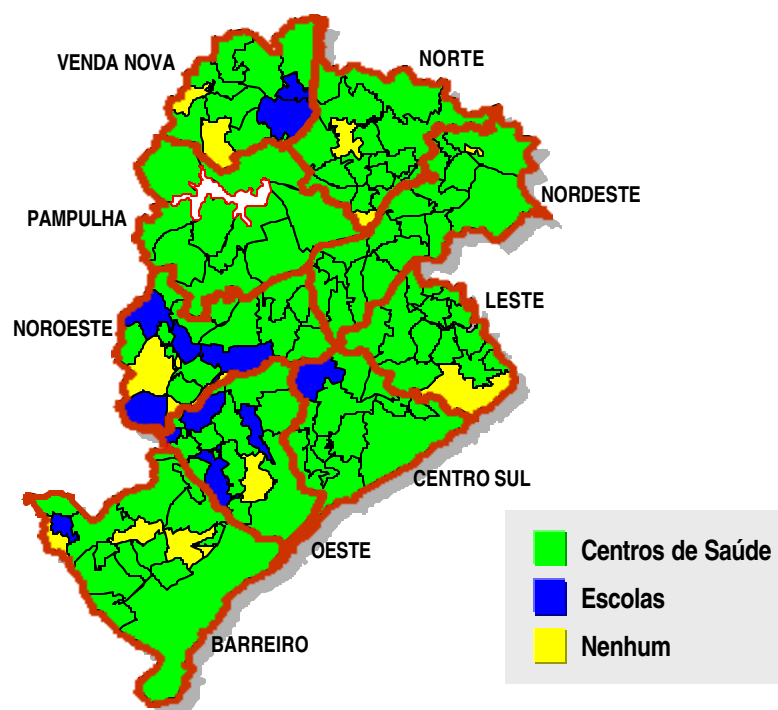 VENDA NOVA
NORTE
NORDESTE
PAMPULHA
LESTE
NOROESTE
CENTRO SUL
OESTE
BARREIRO
Centros de Saúde
Escolas
Nenhum